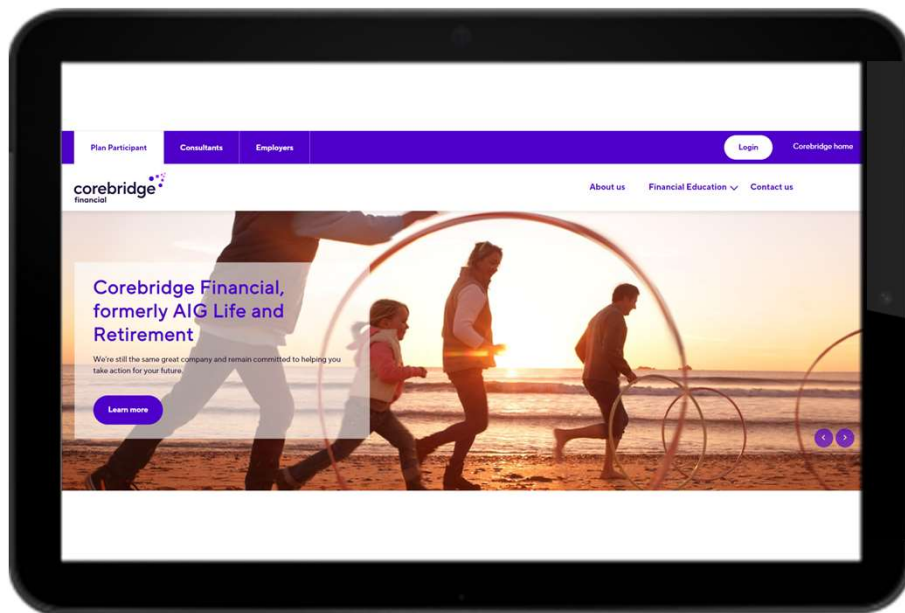 Plan Participant
Consultants
Employers
Login
Corebridge home
corebridge
financial
About us
Financial Education
Contact us
Corebridge Financial,
formerly AIG Life and
Retirement
We're still the same great company and remain committed to helping you
take action for your future.
Learn more